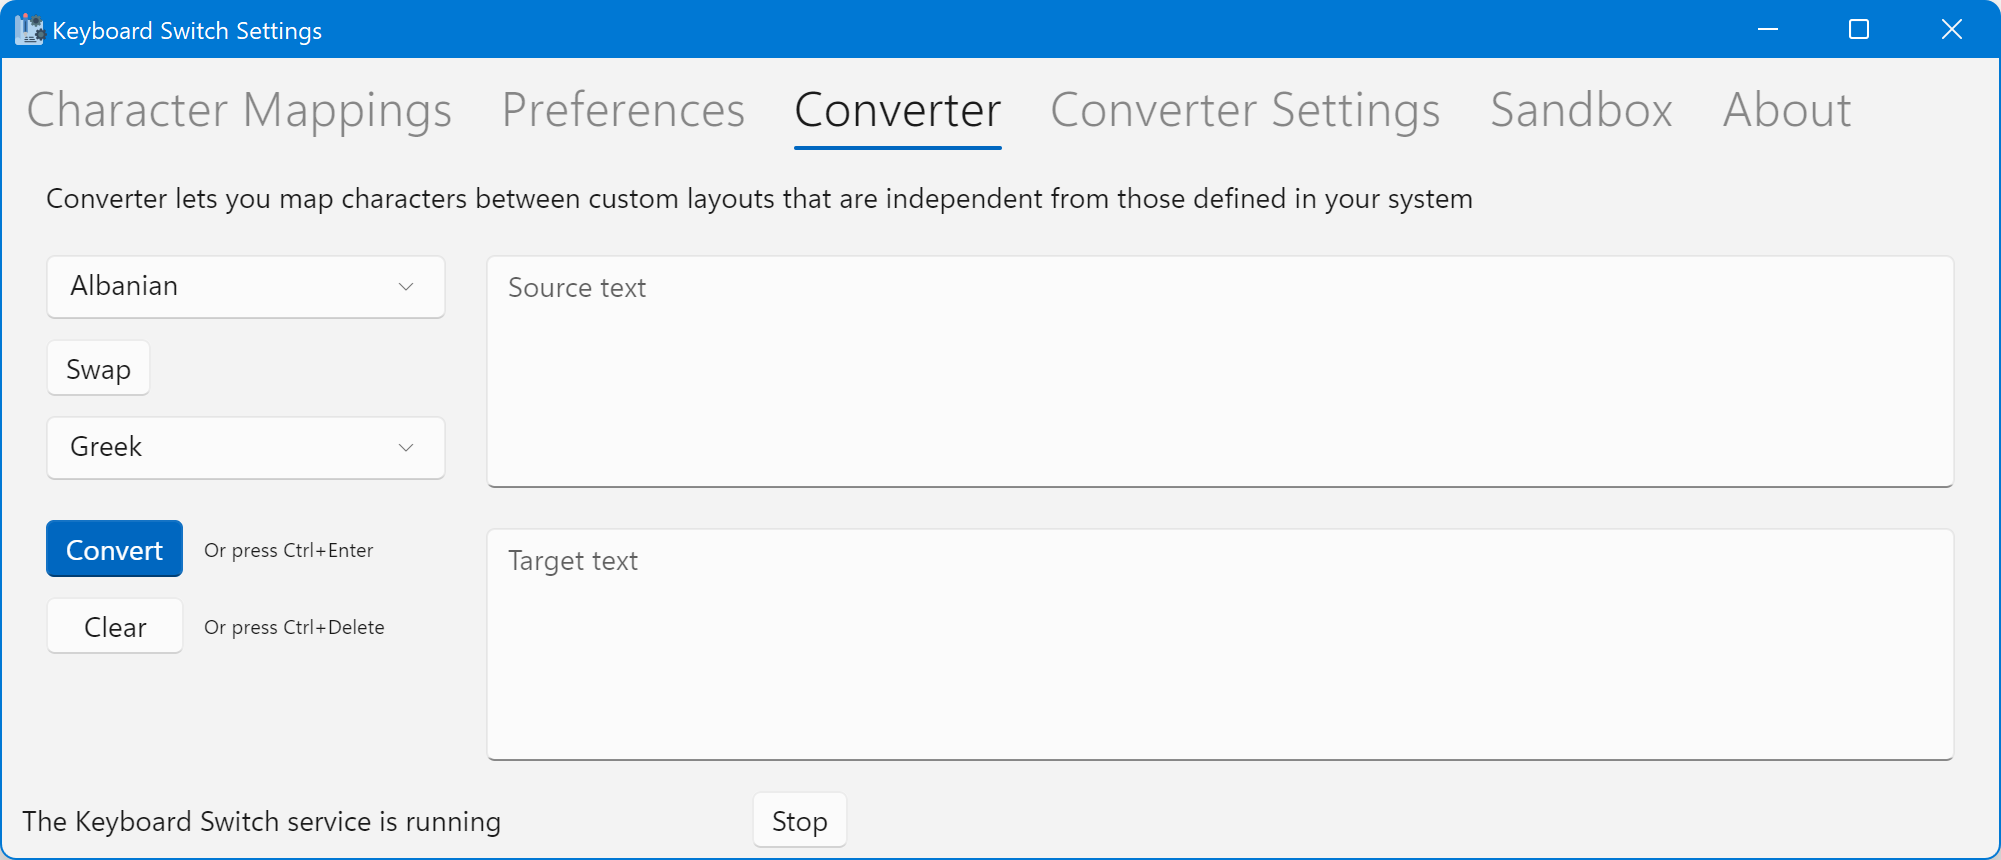 Keyboard Switch Settings
Character Mappings Preferences Converter Converter Settings Sandbox About
Converter lets you map characters between custom layouts that are independent from those defined in your system
Albanian
Swap
Greek
Source text
Convert Or press Ctrl+Enter
Clear Or press Ctrl+Delete
Target text
The Keyboard Switch service is running Stop